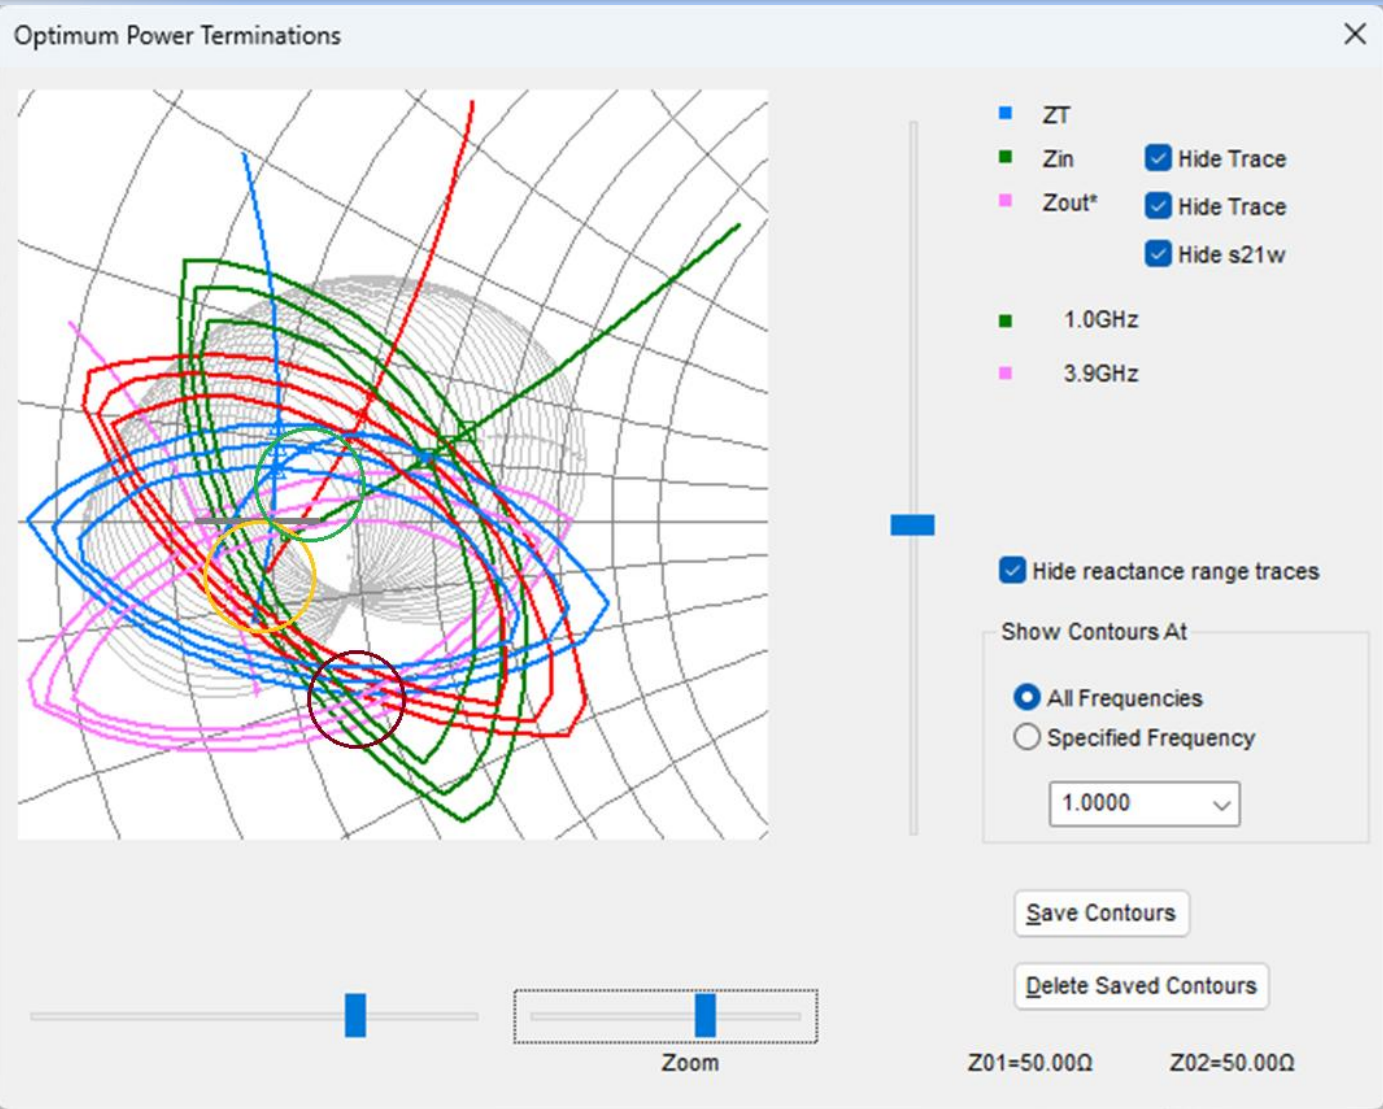 Optimum Power Terminations
ZT
Zin
Hide Trace
Zout*
Hide Trace
Hide s21w
1.0GHz
3.9GHz
Hide reactance range traces
Show Contours At
All Frequencies
Specified Frequency
1.0000
Save Contours
Delete Saved Contours
Zoom
Z01=50.00Ω
Z02=50.00Ω